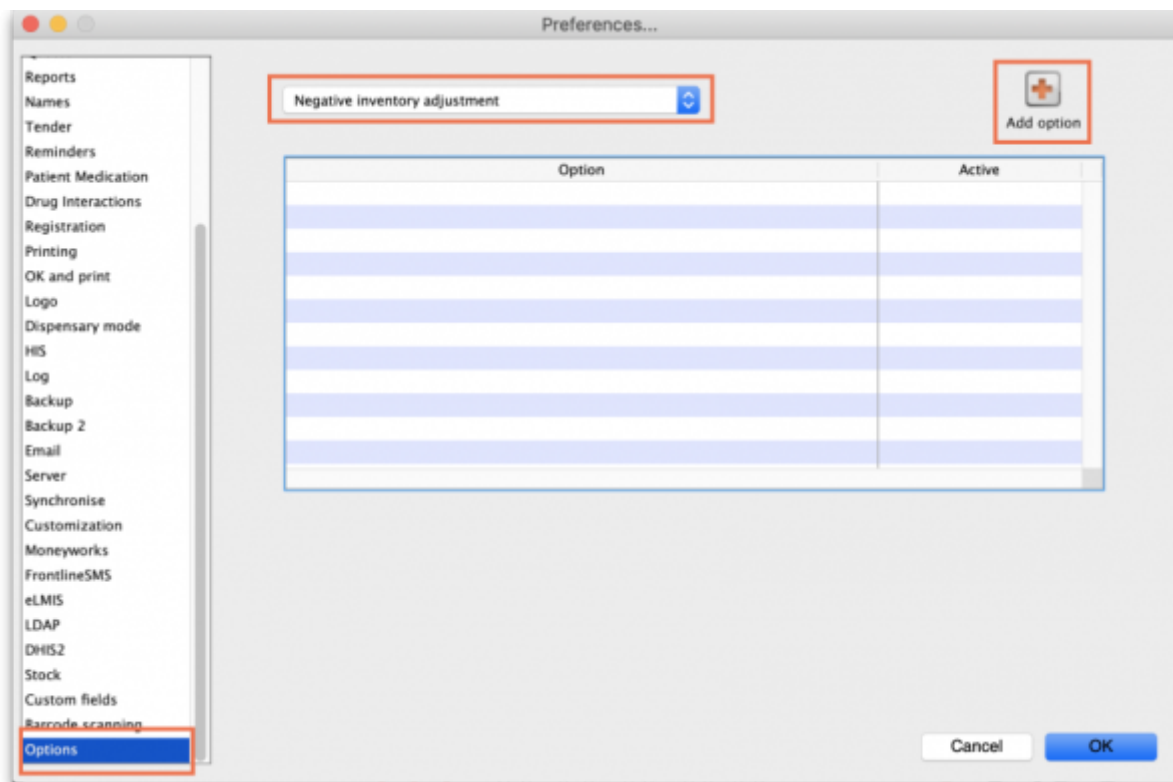 Preferences...
Reports
Names
Tender
Reminders
Patient Medication
Drug Interactions
Registration
Printing
OK and print
Logo
Dispensary mode
HIS
Log
Backup
Backup 2
Email
Server
Synchronise
Customization
Moneyworks
FrontlineSMS
eLMIS
LDAP
DHIS2
Stock
Custom fields
Barcode scanning
Options
Negative inventory adjustment
Add option
Option Active
Cancel OK